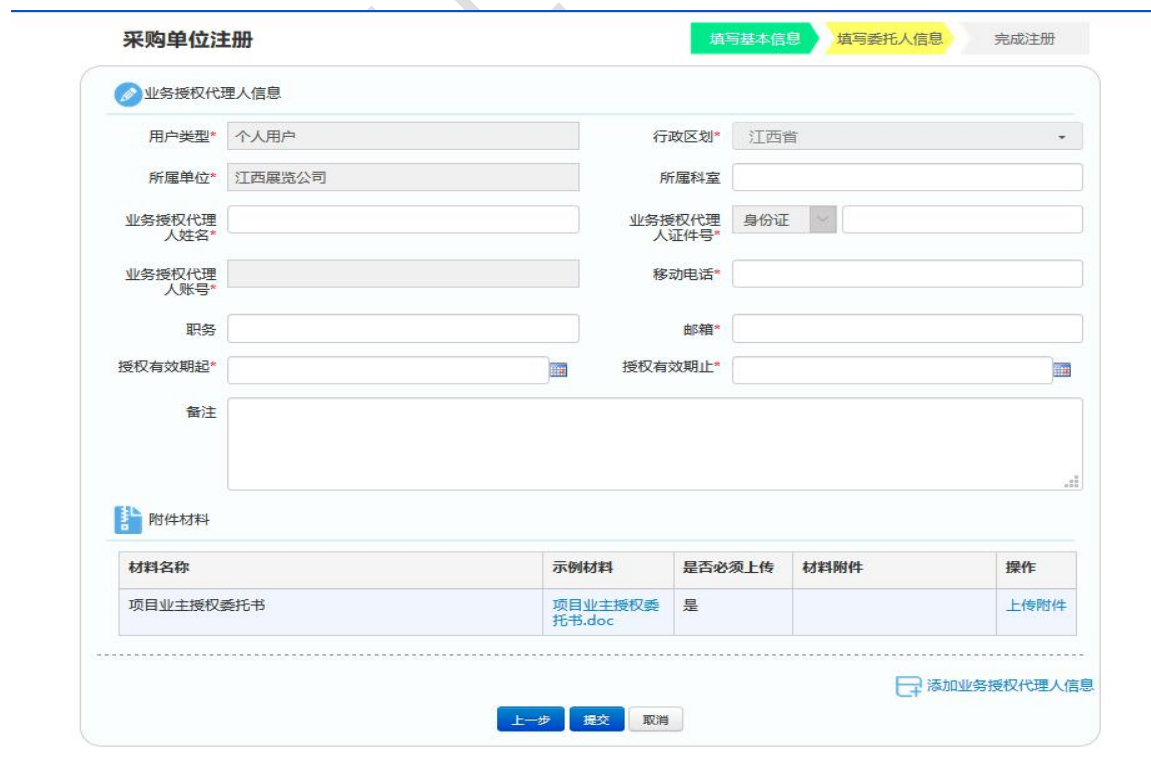 采购单位注册
填写基本信息 填写委托人信息 完成注册
业务授权代理人信息
用户类型* 个人用户 行政区划* 江西省
所属单位* 江西展览公司 所属科室
业务授权代理
人姓名*
业务授权代理
人证件号* 身份证
业务授权代理
人账号*
移动电话*
职务 邮箱*
授权有效期起* 授权有效期止*
备注
附件材料
材料名称 示例材料 是否必须上传 材料附件 操作
项目业主授权委托书 项目业主授权委
托书.doc 是 上传附件
添加业务授权代理人信息
上一步 提交 取消